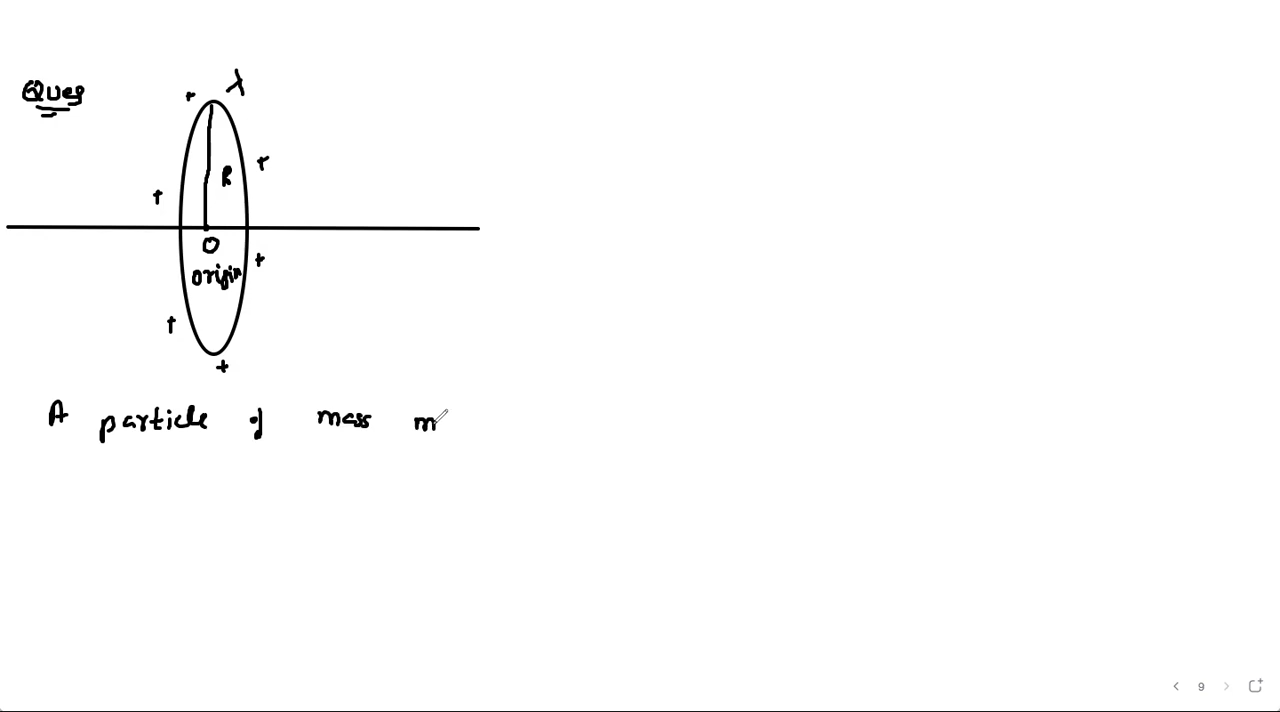 Ques
λ
R
O
origin
A particle of mass m
9